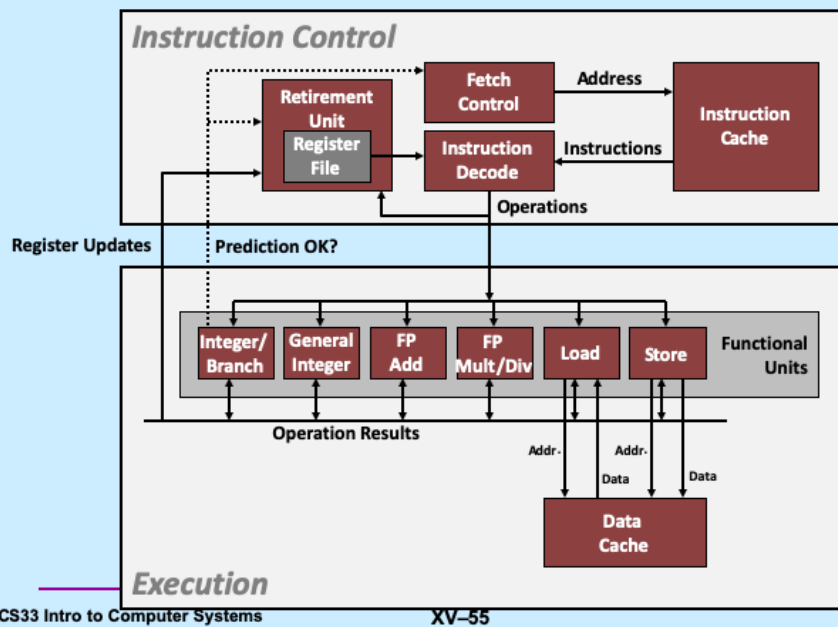 Instruction Control
Fetch
Control
Address
Retirement
Unit
Instruction
Cache
Register
File
Instruction
Decode
Instructions
Operations
Register Updates
Prediction OK?
Integer/
Branch
General
Integer
FP
Add
FP
Mult/Div
Load
Store
Functional
Units
Operation Results
Addr.
Addr.
Data
Data
Data
Cache
Execution
CS33 Intro to Computer Systems
XV–55